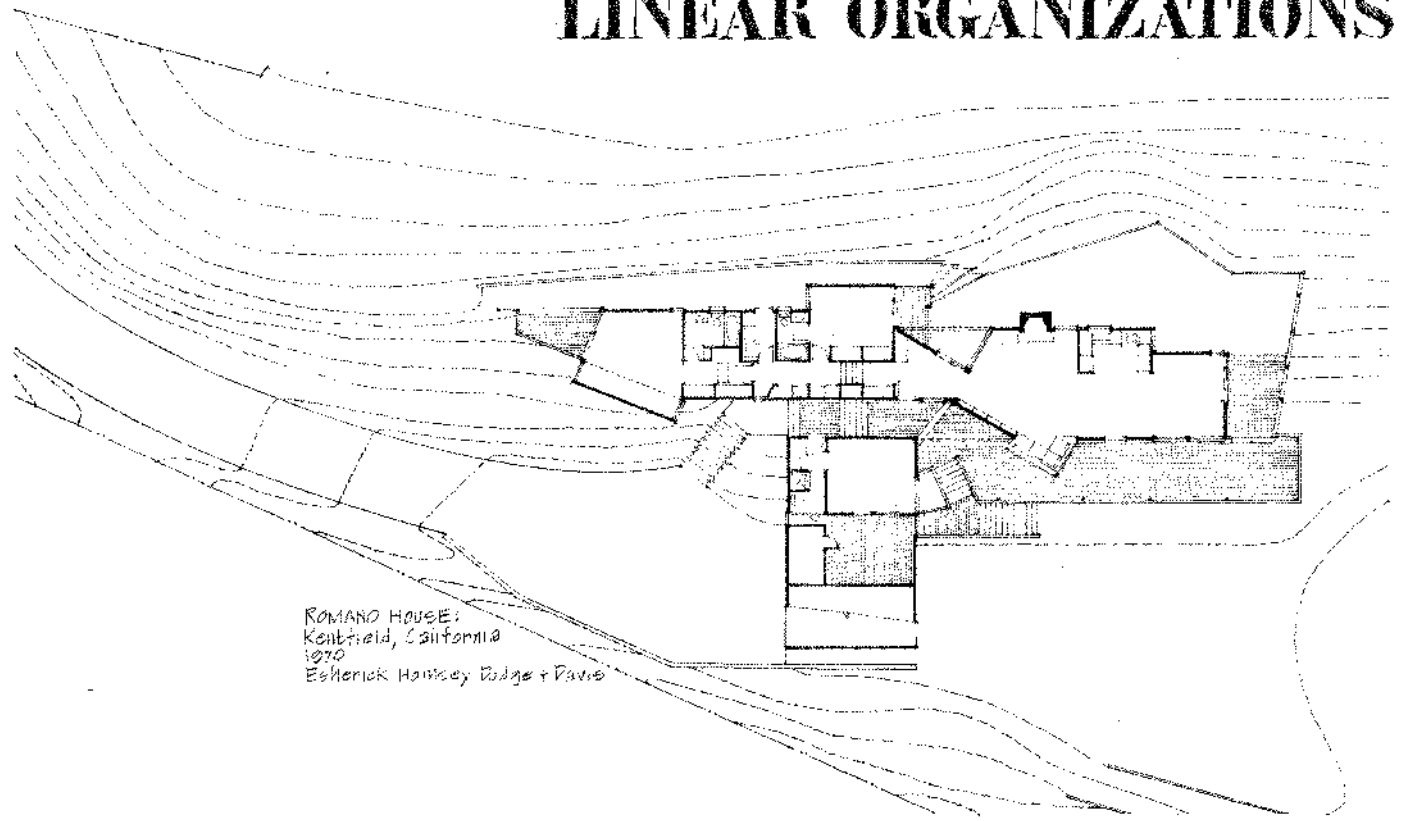 LINEAR ORGANIZATIONS
ROMANO HOUSE:
Kentfield, California
1970
Esherick Homsey Dodge + Davis